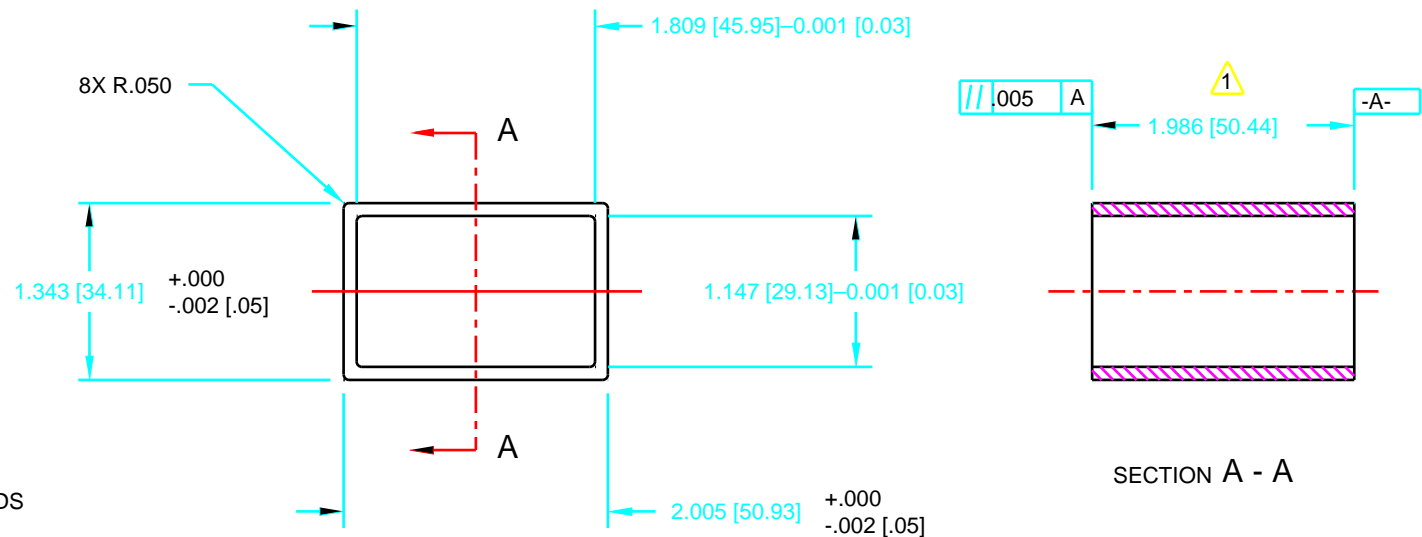 1.809 [45.95]–0.001 [0.03]
8X R.050
1
// .005 A
-A-
1.986 [50.44]
A
1.343 [34.11]
+.000
-.002 [.05]
1.147 [29.13]–0.001 [0.03]
A
SECTION A - A
DS
2.005 [50.93]
+.000
-.002 [.05]